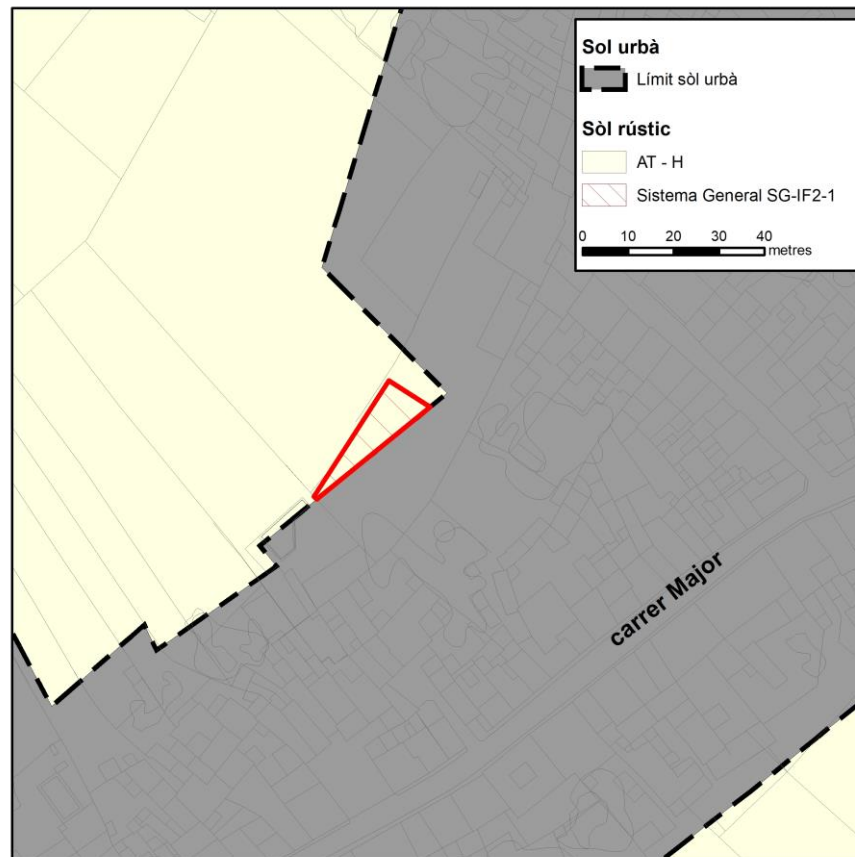 Sol urbà
Límit sòl urbà
Sòl rústic
AT - H
Sistema General SG-IF2-1
0 10 20 30 40
metres
carrer Major